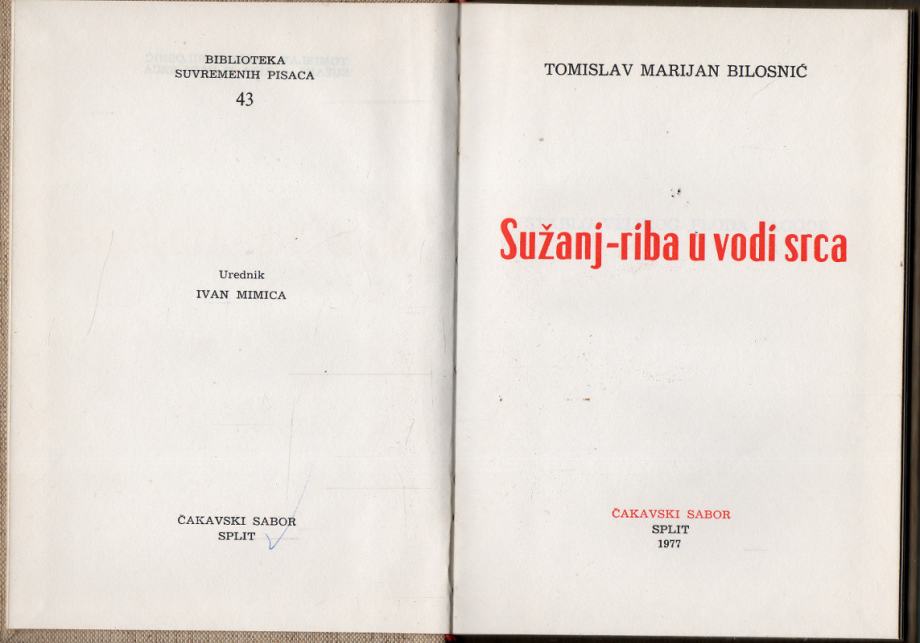 BIBLIOTEKA
SUVREMENIH PISACA
43
Urednik
IVAN MIMICA
ČAKAVSKI SABOR
SPLIT
TOMISLAV MARIJAN BILOSNIĆ
Sužanj-riba u vodi srca
ČAKAVSKI SABOR
SPLIT
1977